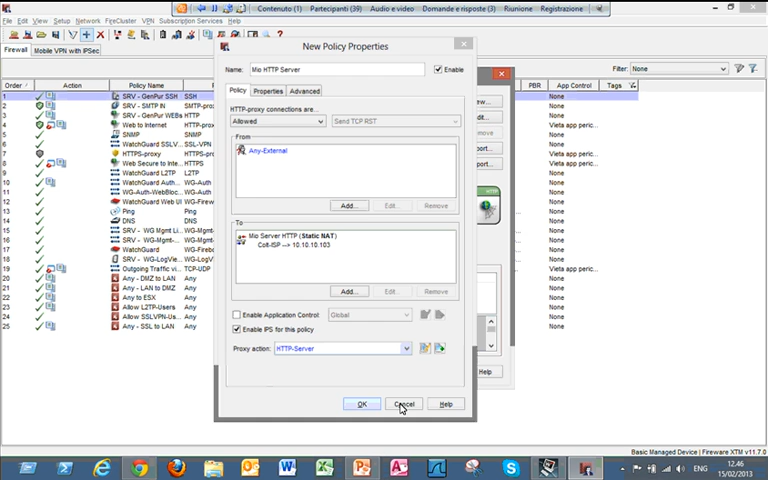 Contenuto (1) Partecipanti (39) Audio e video Domande e risposte (3) Riunione Registrazione
File Edit View Setup Network FireCluster VPN Subscription Services Help
Firewall Mobile VPN with IPSec
Filter: None
Order Action Policy Name PBR App Control Tags
1 SRV - GenPur SSH SSH None
2 SRV - SMTP IN SMTP-pro None
3 SRV - GenPur WEB HTTPS None
4 Web to Internet HTTP-prox Vieta app peric...
5 SNMP SNMP None
6 WatchGuard SSLV... SSL-VPN None
7 HTTPS-proxy HTTPS-pro None
8 Web Secure to Inte... HTTPS Vieta app peric...
9 WatchGuard L2TP L2TP None
10 WatchGuard Auth... WG-Auth None
11 WG-Auth-WebBloc... WG-Auth None
12 WatchGuard Web UI WG-Firew None
13 Ping Ping None
14 DNS DNS None
15 SRV - WG-Mgmt Li... None
16 SRV - WG-Mgmt-... None
17 WatchGuard WG-Firebo None
18 SRV - WG-LogVie... None
19 Outgoing Traffic vi... TCP-UDP Vieta app peric...
20 Any - DMZ to LAN Any None
21 Any - LAN to DMZ Any None
22 Any to ESX Any None
23 Allow L2TP-Users Any None
24 Allow SSLVPN-Us... Any None
25 Any - SSL to LAN Any None
New Policy Properties
Name: Mio HTTP Server Enable
Policy Properties Advanced
HTTP-proxy connections are...
Allowed Send TCP RST
From
Any-External
Add... Edit... Remove
To
Mio Server HTTP (Static NAT)
Colt-ISP --> 10.10.10.103
Add... Edit... Remove
Enable Application Control: Global
Enable IPS for this policy
Proxy action: HTTP-Server
OK Cancel Help
Help
Basic Managed Device Fireware XTM v11.7.0
ENG 12.46
15/02/2013